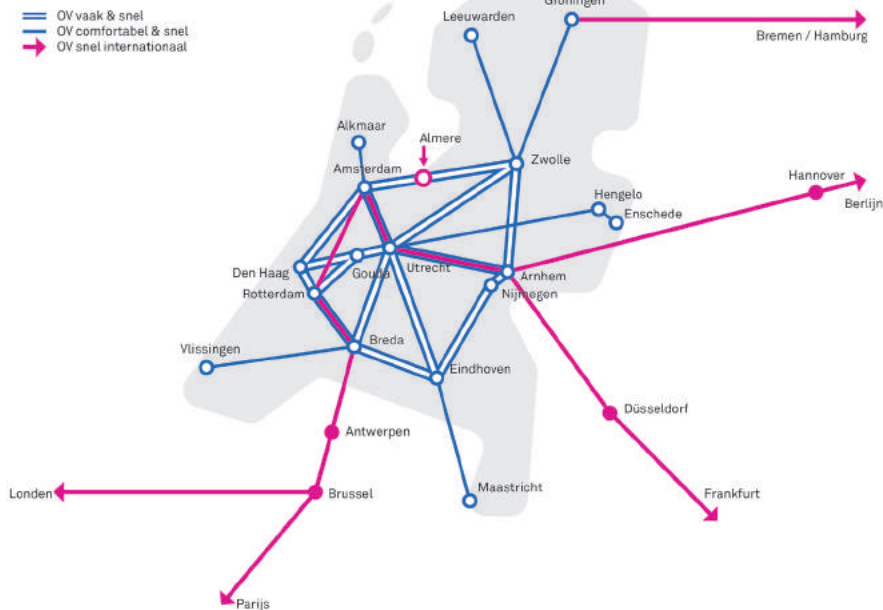 OV vaak & snel
OV comfortabel & snel
OV snel internationaal
Groningen
Leeuwarden
Bremen / Hamburg
Alkmaar
Almere
Amsterdam
Zwolle
Hannover
Hengelo
Berlijn
Enschede
Den Haag
Gouda
Utrecht
Arnhem
Rotterdam
Nijmegen
Breda
Vlissingen
Eindhoven
Düsseldorf
Antwerpen
Londen
Brussel
Maastricht
Frankfurt
Parijs